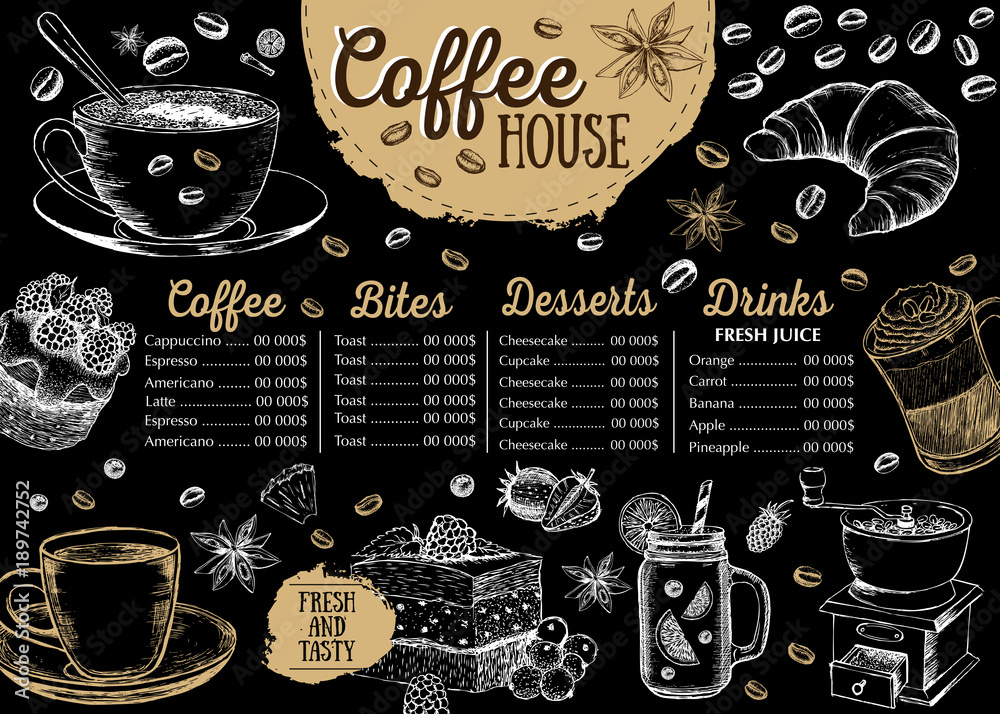 Coffee
HOUSE
Coffee
Cappuccino ...... 00 000$
Espresso ............ 00 000$
Americano ......... 00 000$
Latte ................... 00 000$
Espresso ............ 00 000$
Americano ......... 00 000$
Bites
Toast ............ 00 000$
Toast ............ 00 000$
Toast ............ 00 000$
Toast ............ 00 000$
Toast ............ 00 000$
Toast ............ 00 000$
Desserts
Cheesecake ........ 00 000$
Cupcake ............ 00 000$
Cheesecake ........ 00 000$
Cheesecake ........ 00 000$
Cupcake ............ 00 000$
Cheesecake ........ 00 000$
Drinks
FRESH JUICE
Orange ............... 00 000$
Carrot ................. 00 000$
Banana ............... 00 000$
Apple ................. 00 000$
Pineapple ............ 00 000$
FRESH
AND
TASTY
Adobe Stock | #189742752